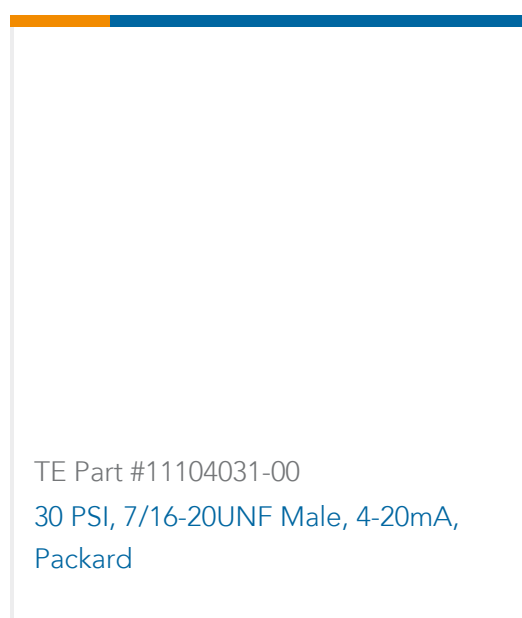 TE Part #11104031-00
30 PSI, 7/16-20UNF Male, 4-20mA,
Packard